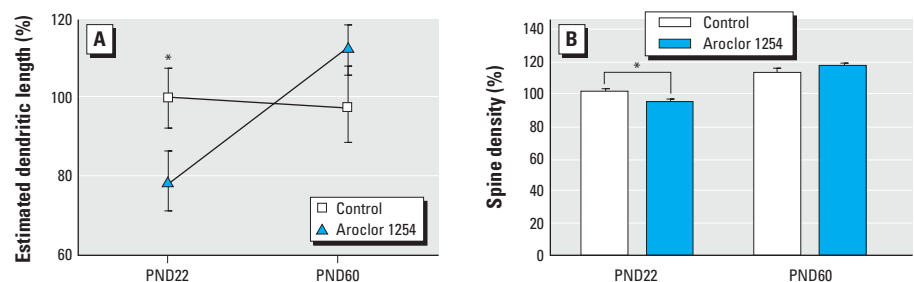 A
Estimated dendritic length (%)
120
100
80
60
*
Control
Aroclor 1254
PND22
PND60
B
Spine density (%)
140
120
100
80
60
40
20
0
Control
Aroclor 1254
*
PND22
PND60